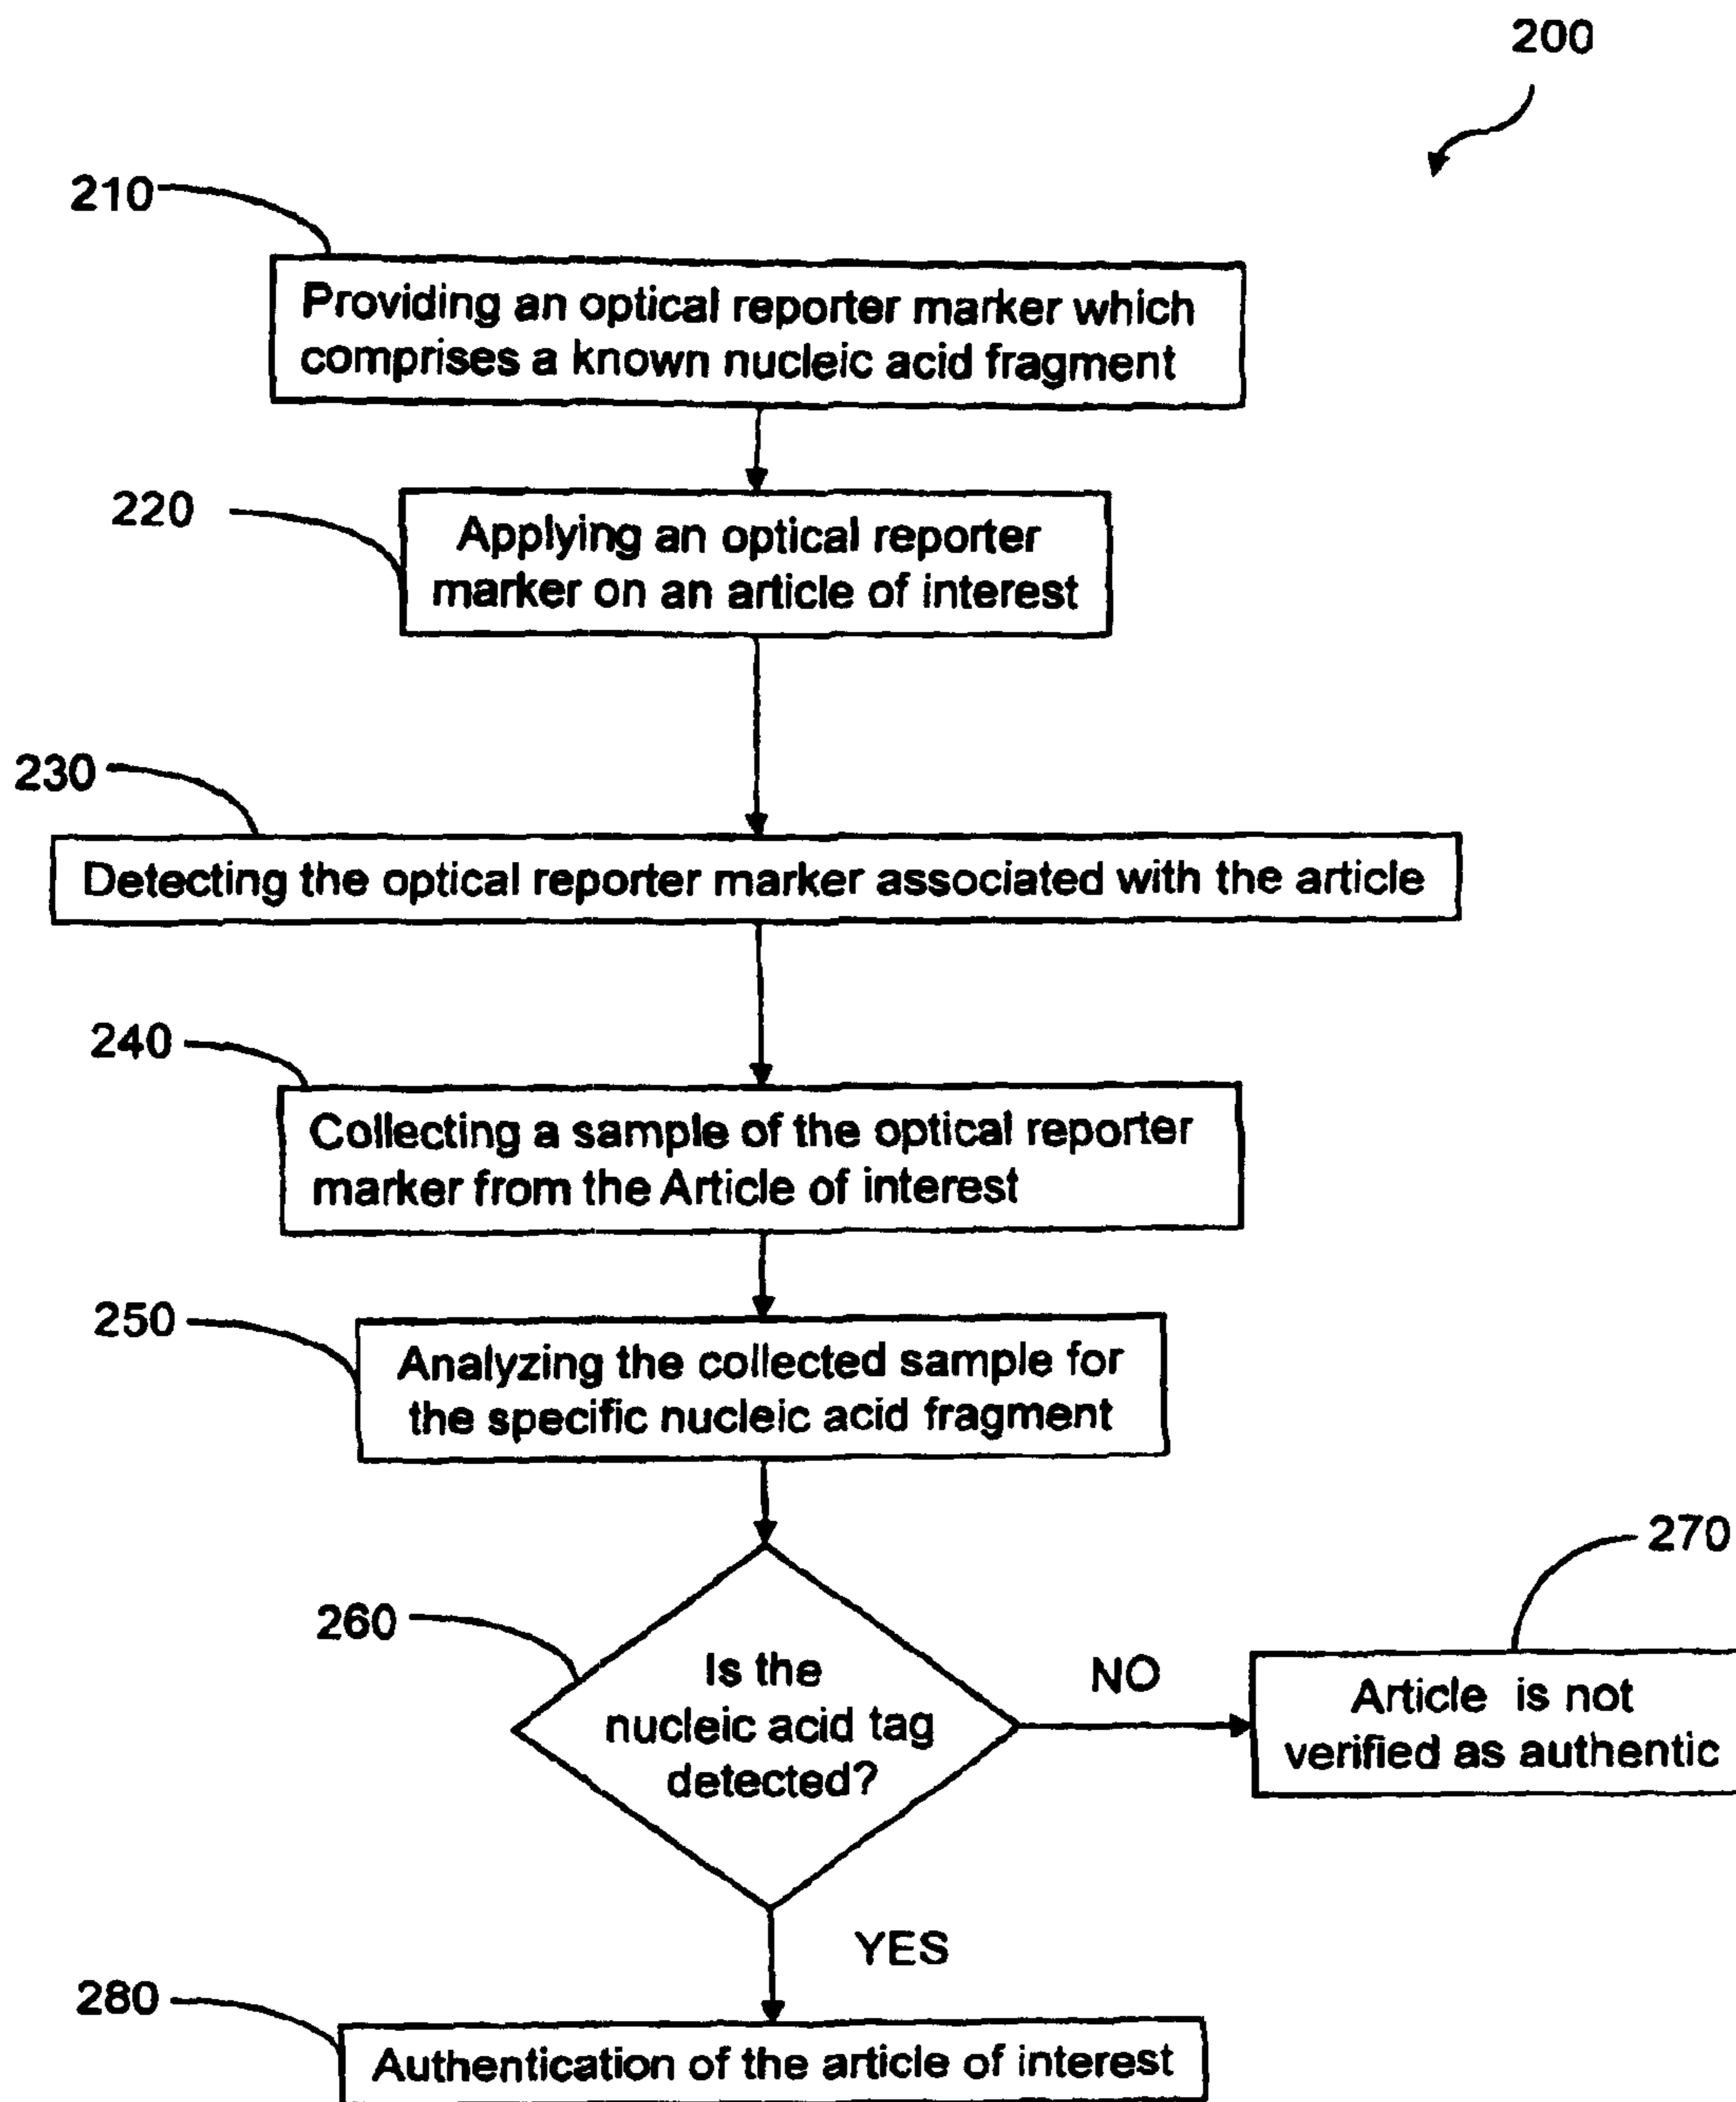 200
210
Providing an optical reporter marker which
comprises a known nucleic acid fragment
220
Applying an optical reporter
marker on an article of interest
230
Detecting the optical reporter marker associated with the article
240
Collecting a sample of the optical reporter
marker from the Article of interest
250
Analyzing the collected sample for
the specific nucleic acid fragment
260
Is the
nucleic acid tag
detected?
NO
270
Article is not
verified as authentic
YES
280
Authentication of the article of interest